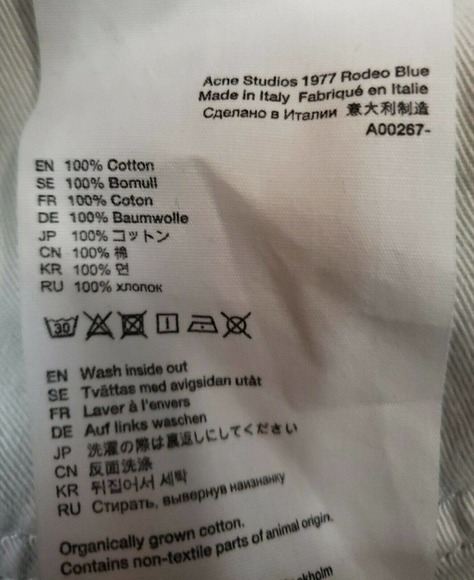 Acne Studios 1977 Rodeo Blue
Made in Italy Fabriqué en Italie
Сделано в Италии 意大利制造
A00267-
EN 100% Cotton
SE 100% Bomull
FR 100% Coton
DE 100% Baumwolle
JP 100% コットン
CN 100% 棉
KR 100% 면
RU 100% хлопок
30
EN Wash inside out
SE Tvättas med avigsidan utåt
FR Laver à l'envers
DE Auf links waschen
JP 洗濯の際は裏返しにしてください
CN 反面洗涤
KR 뒤집어서 세탁
RU Стирать, вывернув наизнанку
Organically grown cotton.
Contains non-textile parts of animal origin.